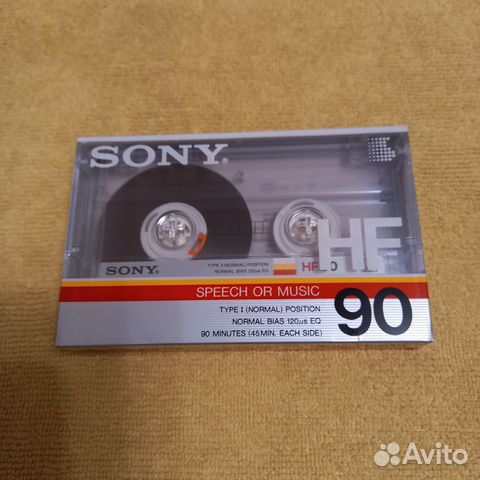 SONY®
HF
SONY
TYPE I (NORMAL) POSITION
NORMAL BIAS 120μs EQ
SPEECH OR MUSIC
TYPE I (NORMAL) POSITION
NORMAL BIAS 120μs EQ
90 MINUTES (45MIN. EACH SIDE)
90
Avito